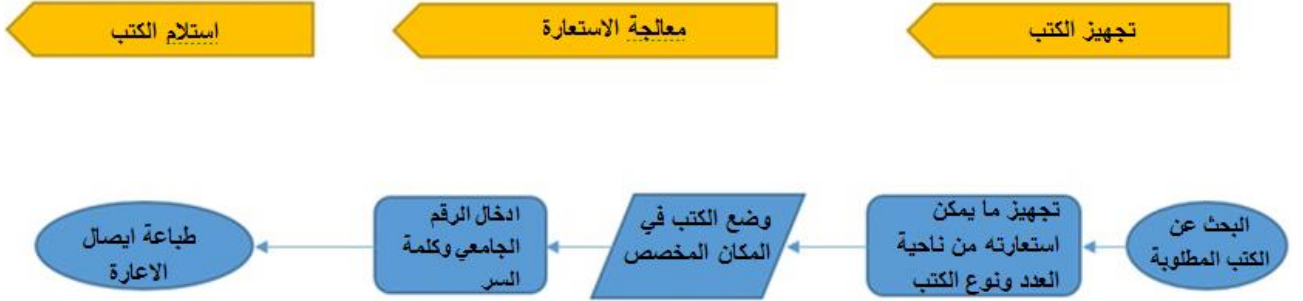 تجهيز الكتب
معالجة الاستعارة
استلام الكتب
البحث عن
الكتب المطلوبة
تجهيز ما يمكن
استعارته من ناحية
العدد ونوع الكتب
وضع الكتب في
المكان المخصص
ادخال الرقم
الجامعي وكلمة
السر
طباعة ايصال
الاعارة